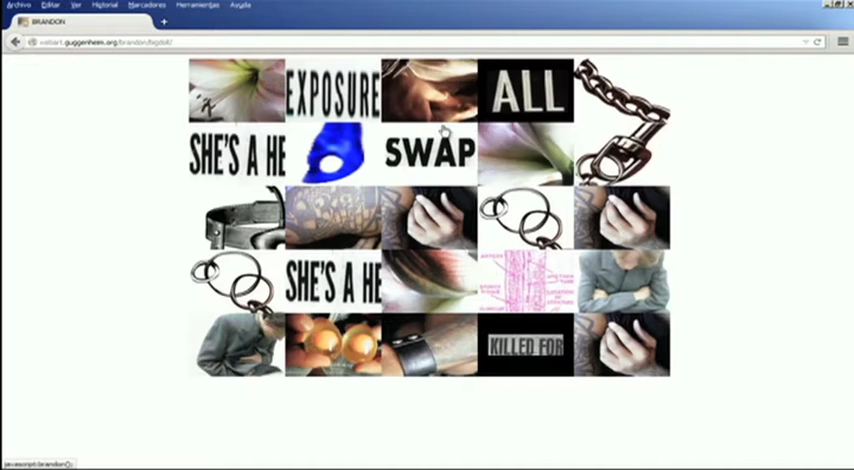 Archivo Editar Ver Historial Marcadores Herramientas Ayuda
BRANDON
webart.guggenheim.org/brandon/bigdoll/
EXPOSURE
ALL
SHE'S A HE
SWAP
SHE'S A HE
KILLED FOR
javascript:brandon();